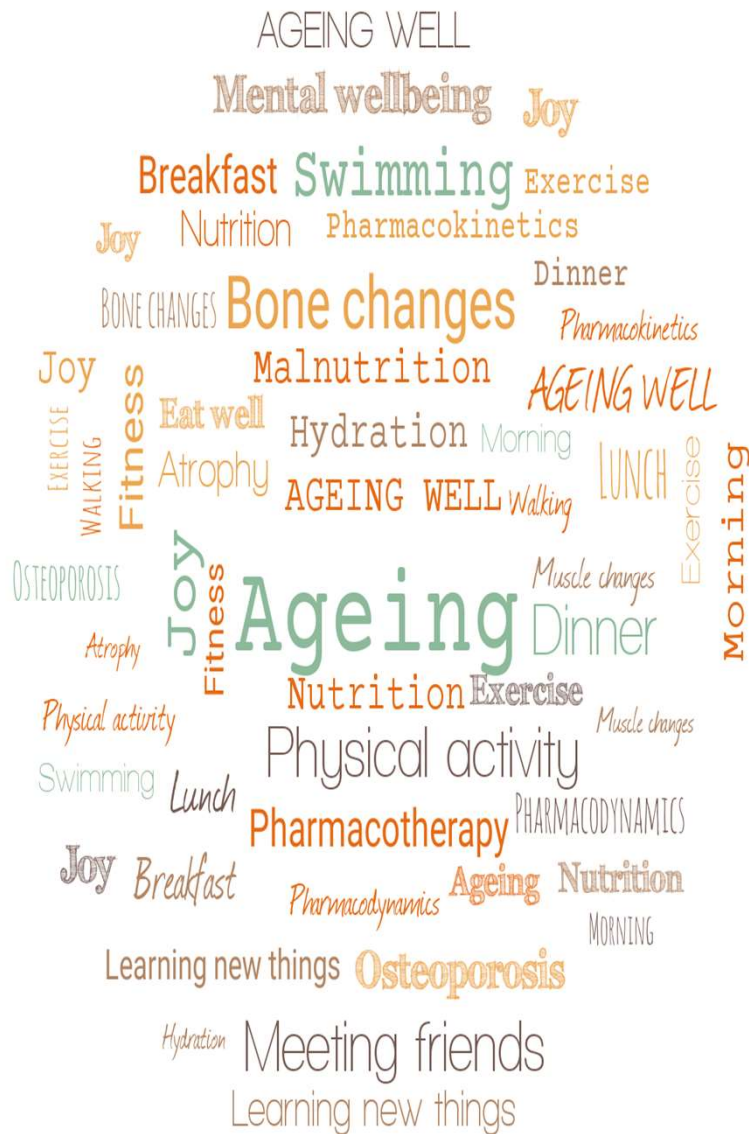 AGEING WELL
Mental wellbeing
Joy
Breakfast Swimming Exercise
Joy Nutrition Pharmacokinetics
Dinner
BONE CHANGES Bone changes
Pharmacokinetics
Joy Malnutrition AGEING WELL
EXERCISE WALKING Fitness Eat well
Hydration Morning LUNCH Exercise Morning
Atrophy AGEING WELL Walking
OSTEOPOROSIS Joy Fitness Ageing Muscle changes
Dinner
Atrophy
Nutrition Exercise
Physical activity Muscle changes
Physical activity
Swimming Lunch
Pharmacotherapy PHARMACODYNAMICS
Joy Breakfast Ageing Nutrition
Pharmacodynamics
MORNING
Learning new things Osteoporosis
Hydration Meeting friends
Learning new things